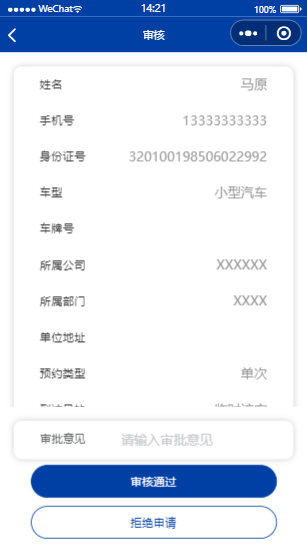 WeChat 14:21 100%
审核
姓名 马原
手机号 13333333333
身份证号 320100198506022992
车型 小型汽车
车牌号
所属公司 XXXXXX
所属部门 XXXX
单位地址
预约类型 单次
审批意见 请输入审批意见
审核通过
拒绝申请